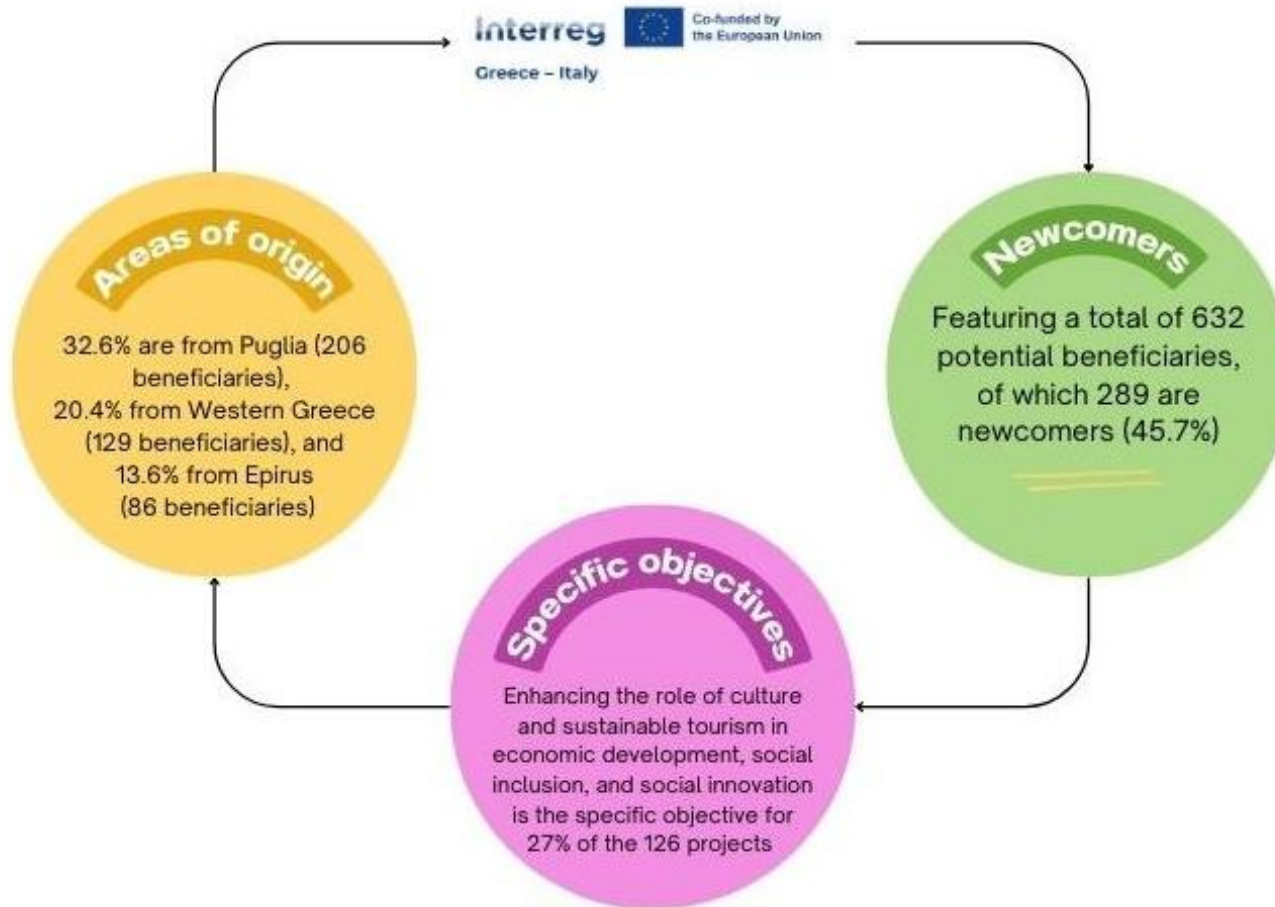 Interreg
Co-funded by
the European Union
Greece – Italy
Areas of origin
32.6% are from Puglia (206
beneficiaries),
20.4% from Western Greece
(129 beneficiaries), and
13.6% from Epirus
(86 beneficiaries)
Newcomers
Featuring a total of 632
potential beneficiaries,
of which 289 are
newcomers (45.7%)
Specific objectives
Enhancing the role of culture
and sustainable tourism in
economic development, social
inclusion, and social innovation
is the specific objective for
27% of the 126 projects